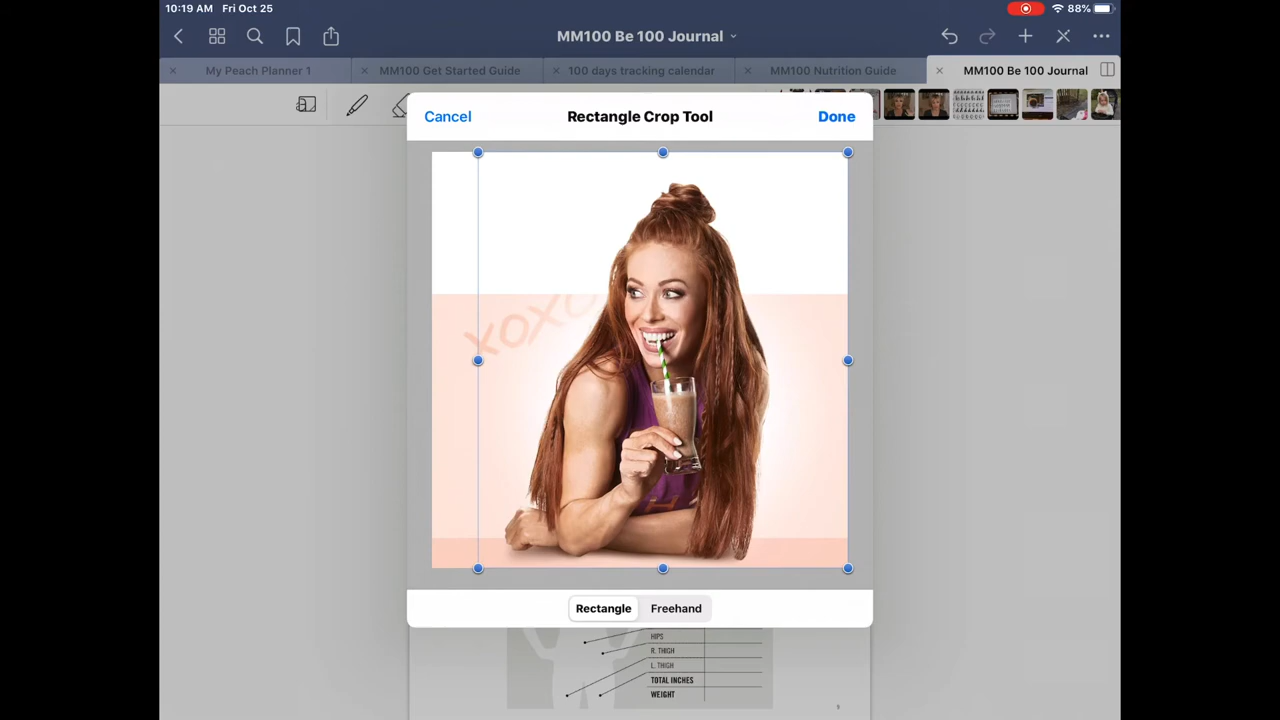 10:19 AM Fri Oct 25
88%
MM100 Be 100 Journal
My Peach Planner 1
MM100 Get Started Guide
100 days tracking calendar
MM100 Nutrition Guide
MM100 Be 100 Journal
Cancel
Rectangle Crop Tool
Done
XOXO
Rectangle
Freehand
HIPS
R. THIGH
L. THIGH
TOTAL INCHES
WEIGHT
9